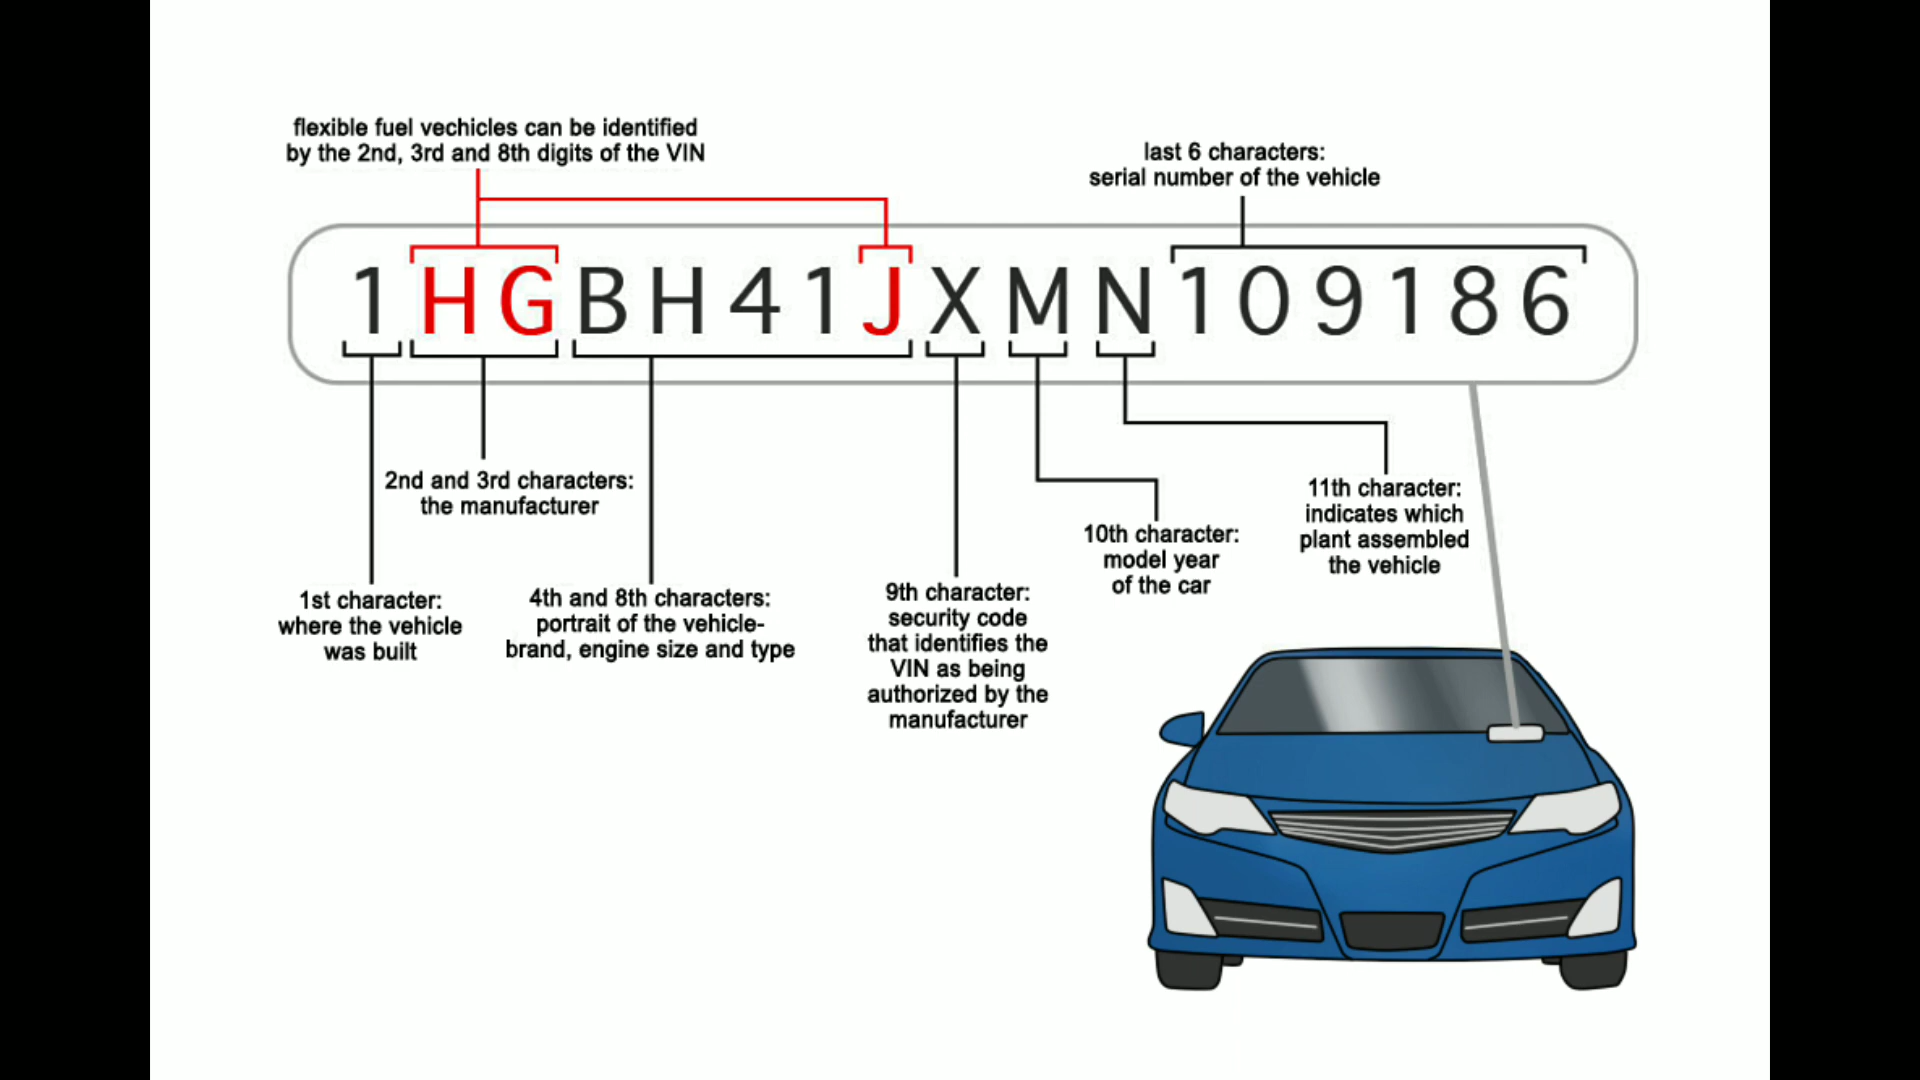 flexible fuel vechicles can be identified
by the 2nd, 3rd and 8th digits of the VIN
last 6 characters:
serial number of the vehicle
1HGBH41JXMN109186
2nd and 3rd characters:
the manufacturer
1st character:
where the vehicle
was built
4th and 8th characters:
portrait of the vehicle-
brand, engine size and type
9th character:
security code
that identifies the
VIN as being
authorized by the
manufacturer
10th character:
model year
of the car
11th character:
indicates which
plant assembled
the vehicle